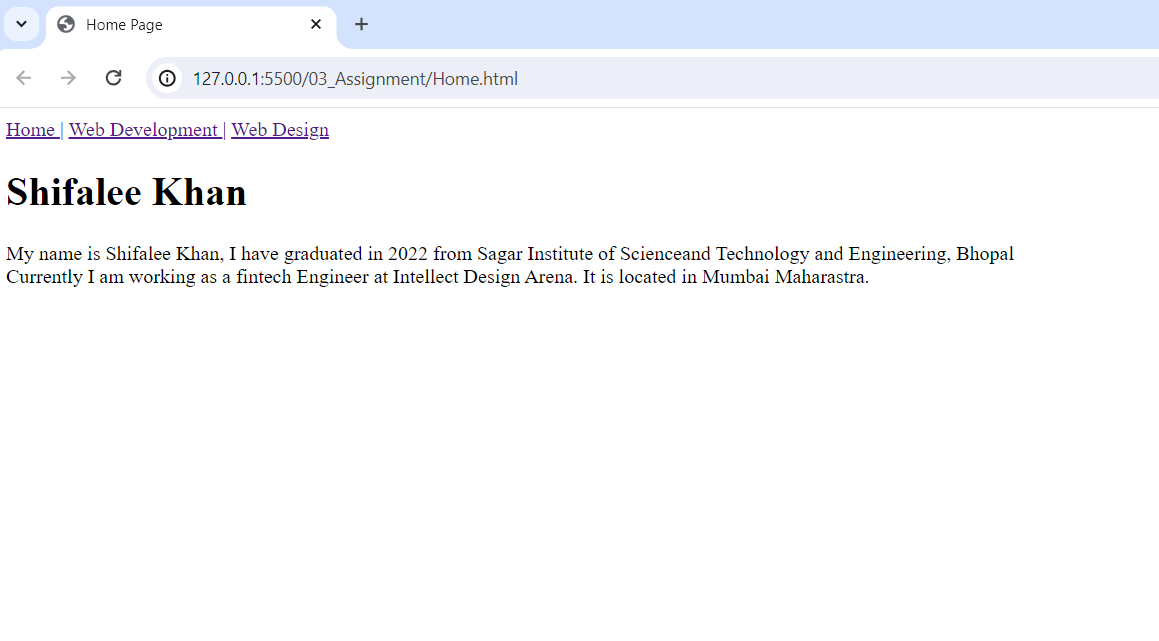 Home Page
127.0.0.1:5500/03_Assignment/Home.html
Home | Web Development | Web Design
Shifalee Khan
My name is Shifalee Khan, I have graduated in 2022 from Sagar Institute of Scienceand Technology and Engineering, Bhopal
Currently I am working as a fintech Engineer at Intellect Design Arena. It is located in Mumbai Maharastra.